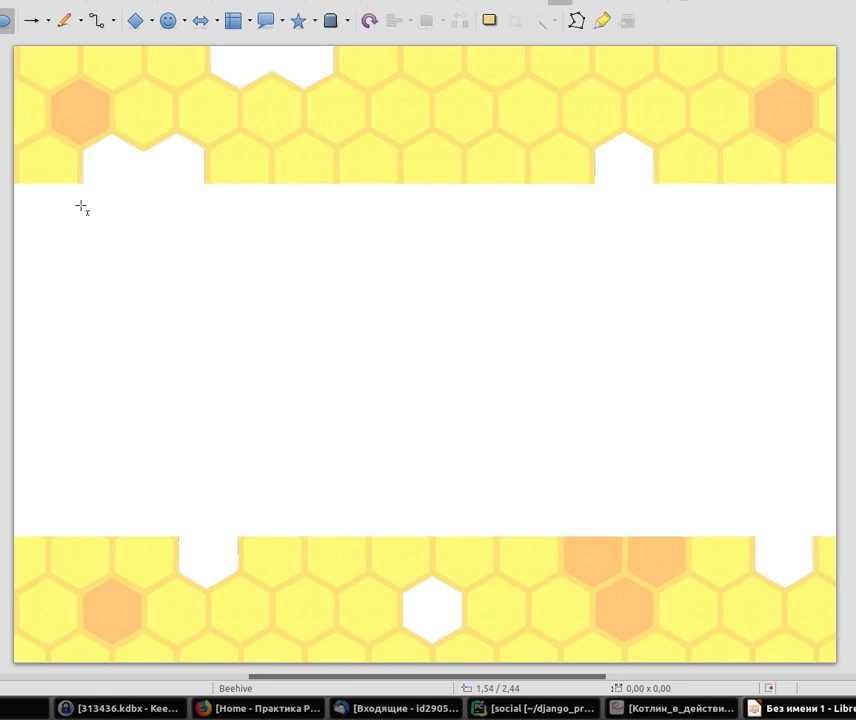 Beehive 1,54 / 2,44 0,00 x 0,00
[313436.kdbx - Kee... [Home - Практика P... [Входящие - id2905... [social [~/django_pr... [Котлин_в_действи... Без имени 1 - Libre